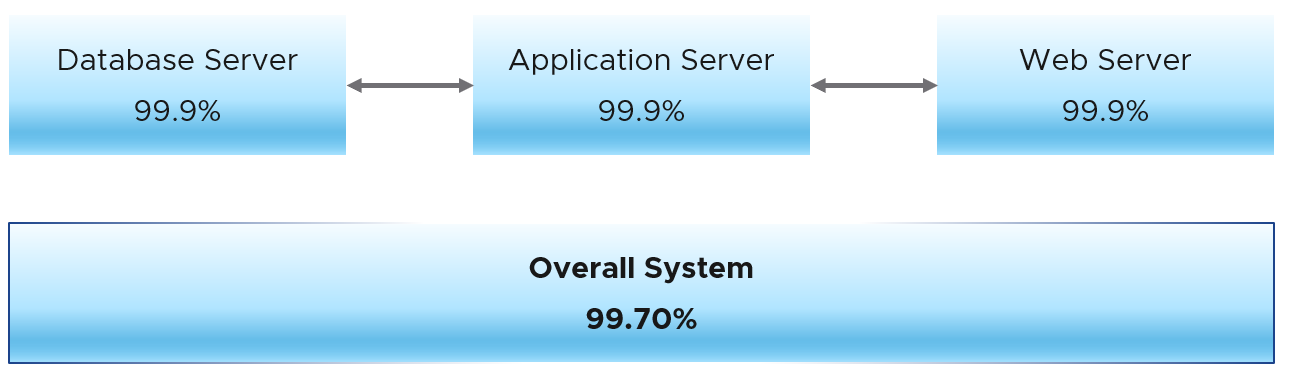 Database Server
99.9%
Application Server
99.9%
Web Server
99.9%
Overall System
99.70%